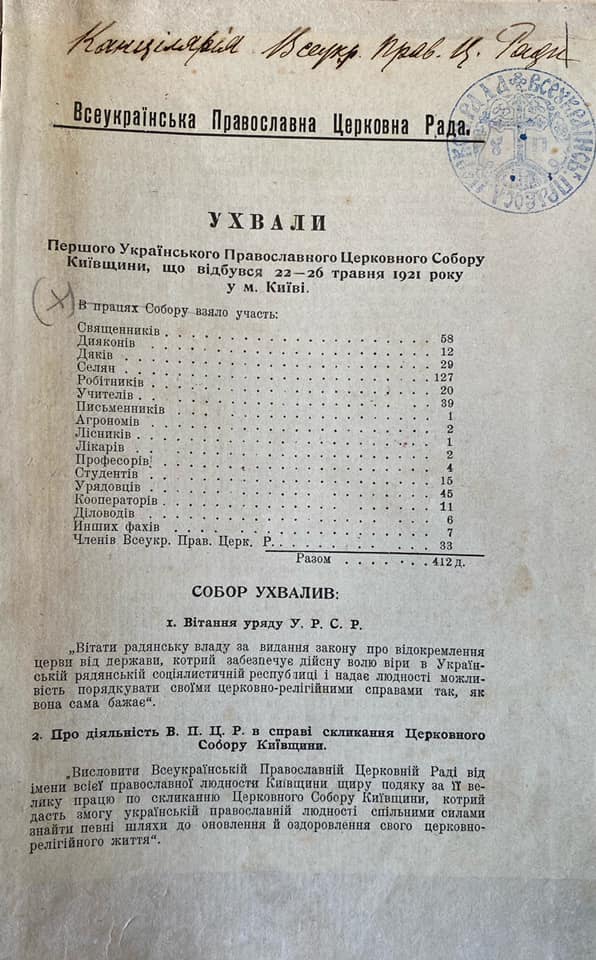 Канцілярія Всеукр. Прав. Ц. Ради
Всеукраїнська Православна Церковна Рада.
УХВАЛИ
Першого Українського Православного Церковного Собору
Київщини, що відбувся 22—26 травня 1921 року
у м. Київі.
(х) В працях Собору взяло участь:
Священників . . . . . 58
Дияконів . . . . . 12
Дяків . . . . . 29
Селян . . . . . 127
Робітників . . . . . 20
Учителів . . . . . 39
Письменників . . . . . 1
Агрономів . . . . . 2
Лісників . . . . . 1
Лікарів . . . . . 2
Професорів . . . . . 4
Студентів . . . . . 15
Урядовців . . . . . 45
Кооператорів . . . . . 11
Діловодів . . . . . 6
Инших фахів . . . . . 7
Членів Всеукр. Прав. Церк. Р. . . . . . 33
Разом . . . . . 412 д.
СОБОР УХВАЛИВ:
1. Вітання уряду У. Р. С. Р.
„Вітати радянську владу за видання закону про відокремлення
церви від держави, котрий забезпечує дійсну волю віри в Україн-
ській рядянській соціялистичній республиці і надає людності можли-
вість порядкувати своїми церковно-релігійними справами так, як
вона сама бажає“.
2. Про діяльність В. П. Ц. Р. в справі скликання Церковного
Собору Київщини.
„Висловити Всеукраїнській Православній Церковній Раді від
імени всієї православної людности Київщини щиру подяку за її ве-
лику працю по скликанню Церковного Собору Київщини, котрий
дасть змогу українській православній людності спільними силами
знайти певні шляхи до оновлення й оздоровлення свого церковно-
релігійного життя“.